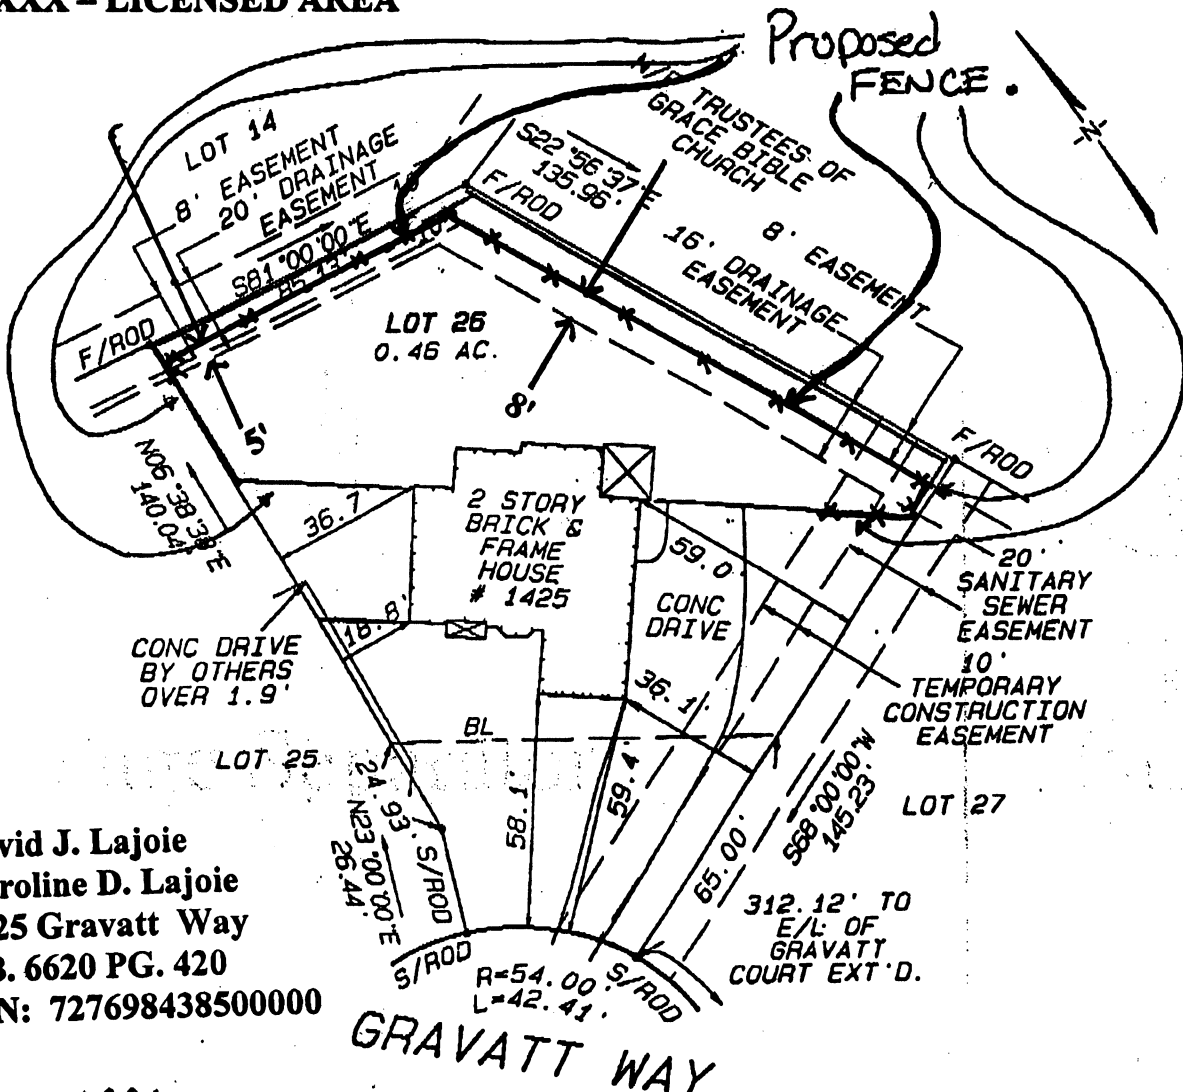 XXX – LICENSED AREA
Proposed
FENCE.
N
LOT 14
8' EASEMENT
20' DRAINAGE
EASEMENT
S81°00'00"E
85.13'
10'
TRUSTEES OF
GRACE BIBLE
CHURCH
S22°56'37"E
135.96'
F/ROD
8' EASEMENT
16' DRAINAGE
EASEMENT
F/ROD
LOT 26
0.46 AC.
8'
5'
F/ROD
N06°38'39"E
140.04'
36.7
2 STORY
BRICK &
FRAME
HOUSE
# 1425
59.0
CONC
DRIVE
20'
SANITARY
SEWER
EASEMENT
18.8'
CONC DRIVE
BY OTHERS
OVER 1.9'
36.1'
10'
TEMPORARY
CONSTRUCTION
EASEMENT
BL
LOT 25
24.93'
S/ROD
N23°00'00"E
26.44'
58.1'
59.4'
65.00'
S68°00'00"W
145.23'
LOT 27
312.12' TO
E/L OF
GRAVATT
COURT EXT'D.
S/ROD
R=54.00'
L=42.41'
S/ROD
GRAVATT WAY
vid J. Lajoie
roline D. Lajoie
25 Gravatt Way
B. 6620 PG. 420
N: 727698438500000